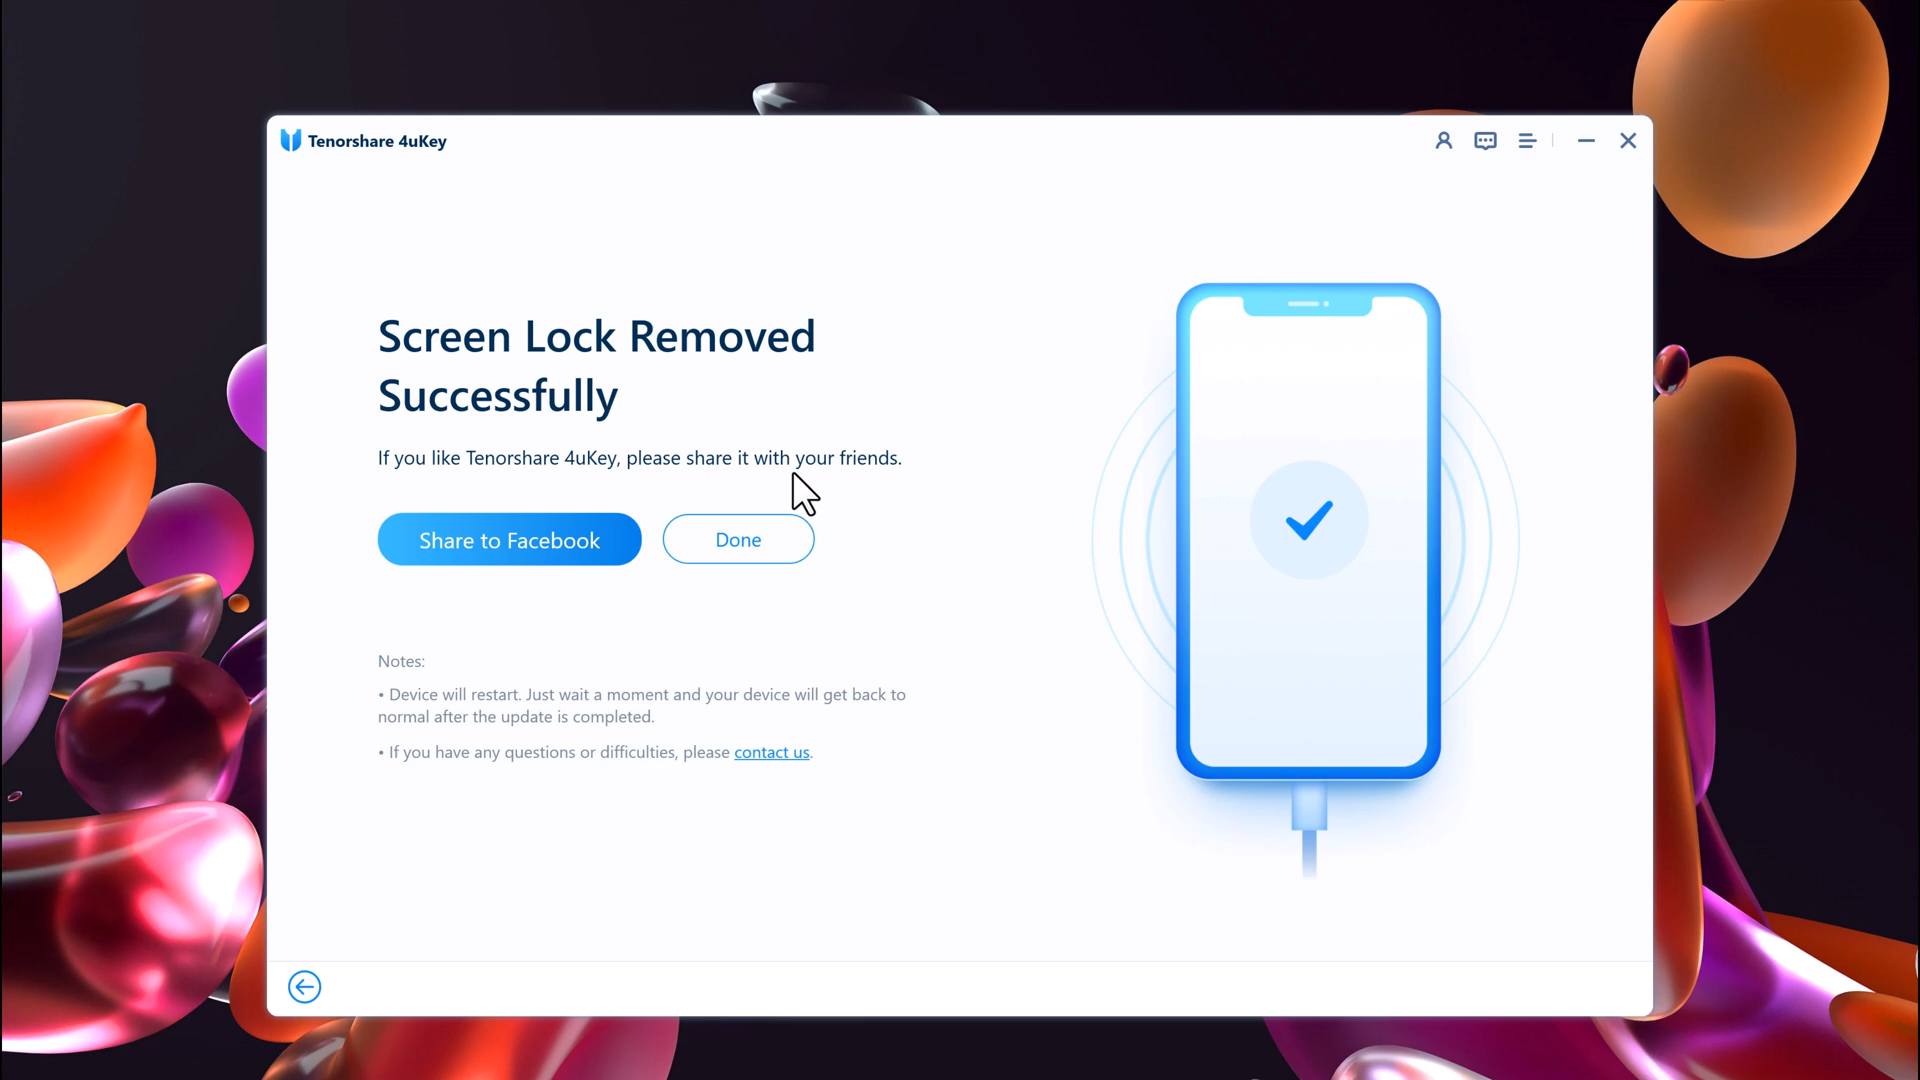 Tenorshare 4uKey
Screen Lock Removed
Successfully
If you like Tenorshare 4uKey, please share it with your friends.
Share to Facebook
Done
Notes:
• Device will restart. Just wait a moment and your device will get back to
normal after the update is completed.
• If you have any questions or difficulties, please contact us.